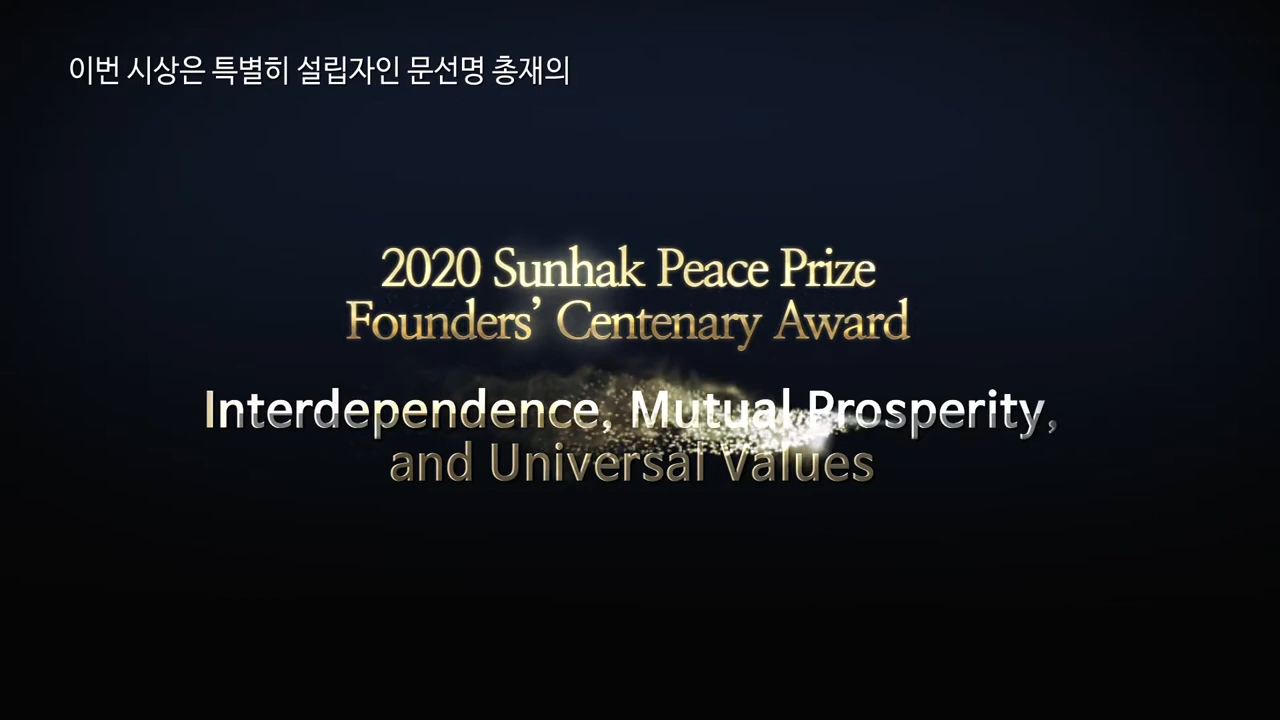 이번 시상은 특별히 설립자인 문선명 총재의
2020 Sunhak Peace Prize
Founders’ Centenary Award
Interdependence, Mutual Prosperity,
and Universal Values